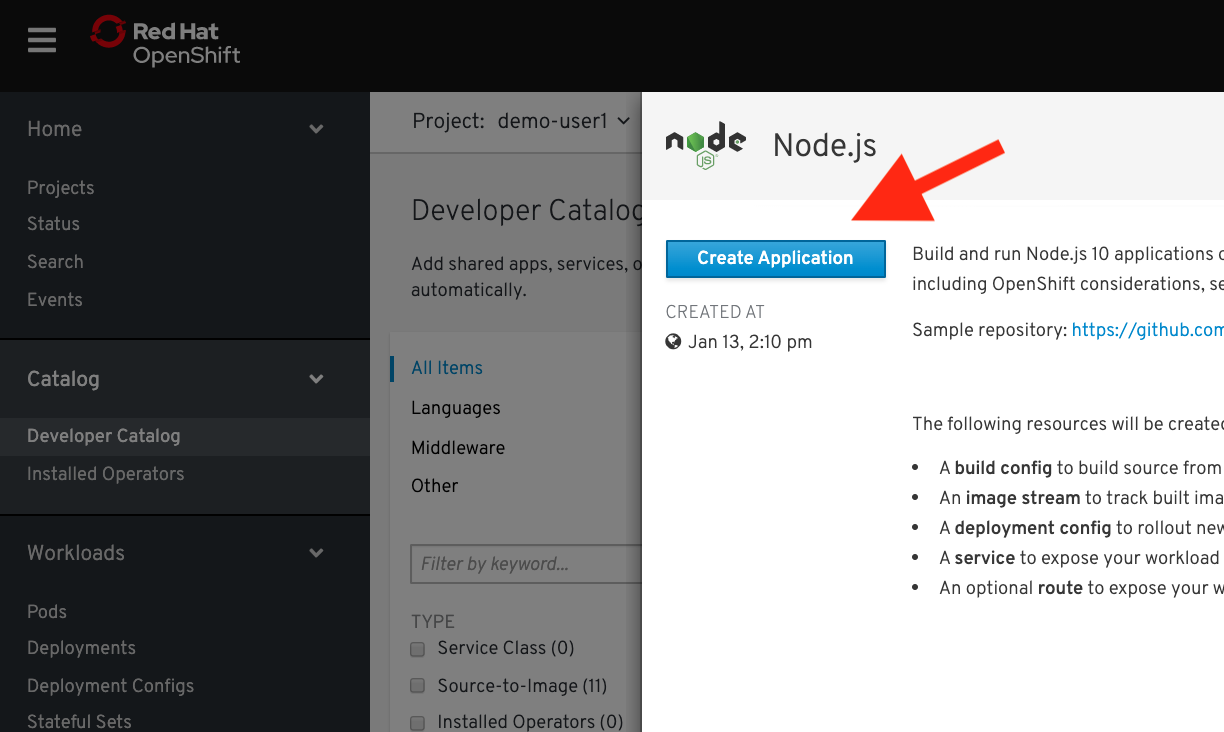 Red Hat
OpenShift
Home
Projects
Status
Search
Events
Catalog
Developer Catalog
Installed Operators
Workloads
Pods
Deployments
Deployment Configs
Stateful Sets
Project: demo-user1
Developer Catalog
Add shared apps, services, o
automatically.
All Items
Languages
Middleware
Other
Filter by keyword...
TYPE
Service Class (0)
Source-to-Image (11)
Installed Operators (0)
node
JS
Node.js
Create Application
CREATED AT
Jan 13, 2:10 pm
Build and run Node.js 10 applications o
including OpenShift considerations, se
Sample repository: https://github.com
The following resources will be created
• A build config to build source from
• An image stream to track built ima
• A deployment config to rollout new
• A service to expose your workload
• An optional route to expose your w